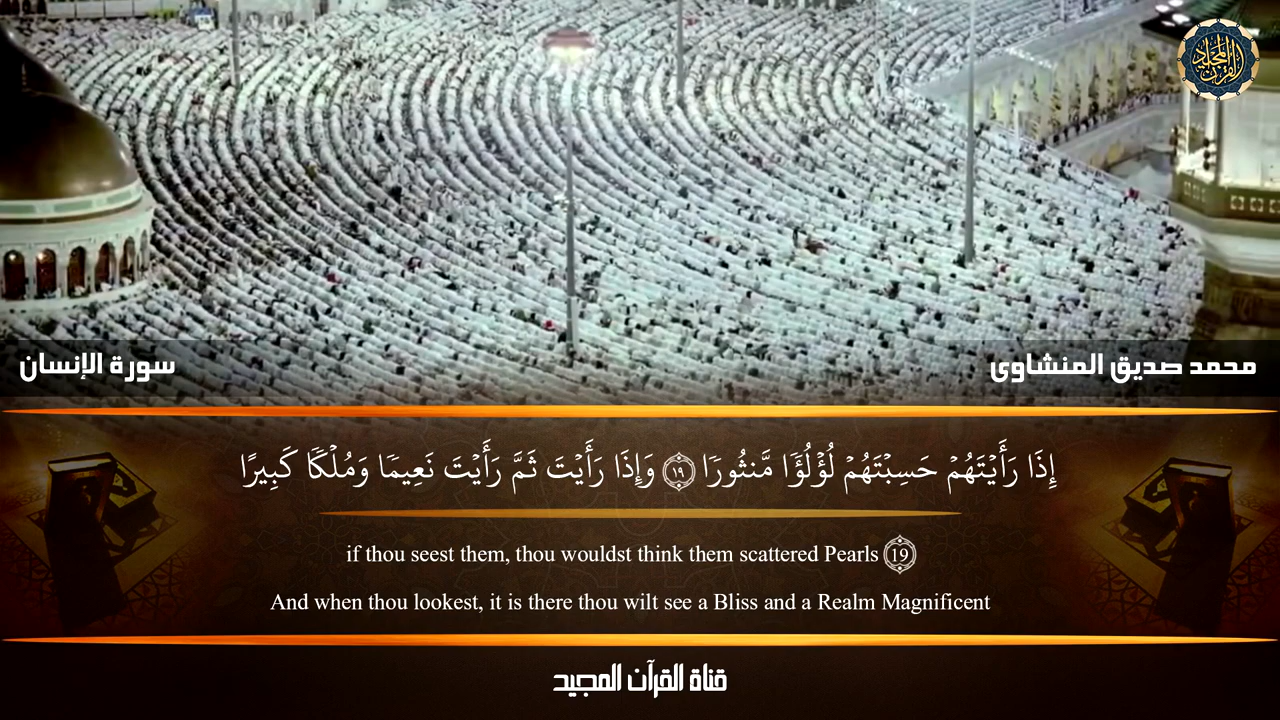 القرآن المجيد
سورة الإنسان
محمد صديق المنشاوى
إِذَا رَأَيْتَهُمْ حَسِبْتَهُمْ لُؤْلُؤًا مَّنثُورًا ١٩ وَإِذَا رَأَيْتَ ثَمَّ رَأَيْتَ نَعِيمًا وَمُلْكًا كَبِيرًا
if thou seest them, thou wouldst think them scattered Pearls 19
And when thou lookest, it is there thou wilt see a Bliss and a Realm Magnificent
قناة القرآن المجيد